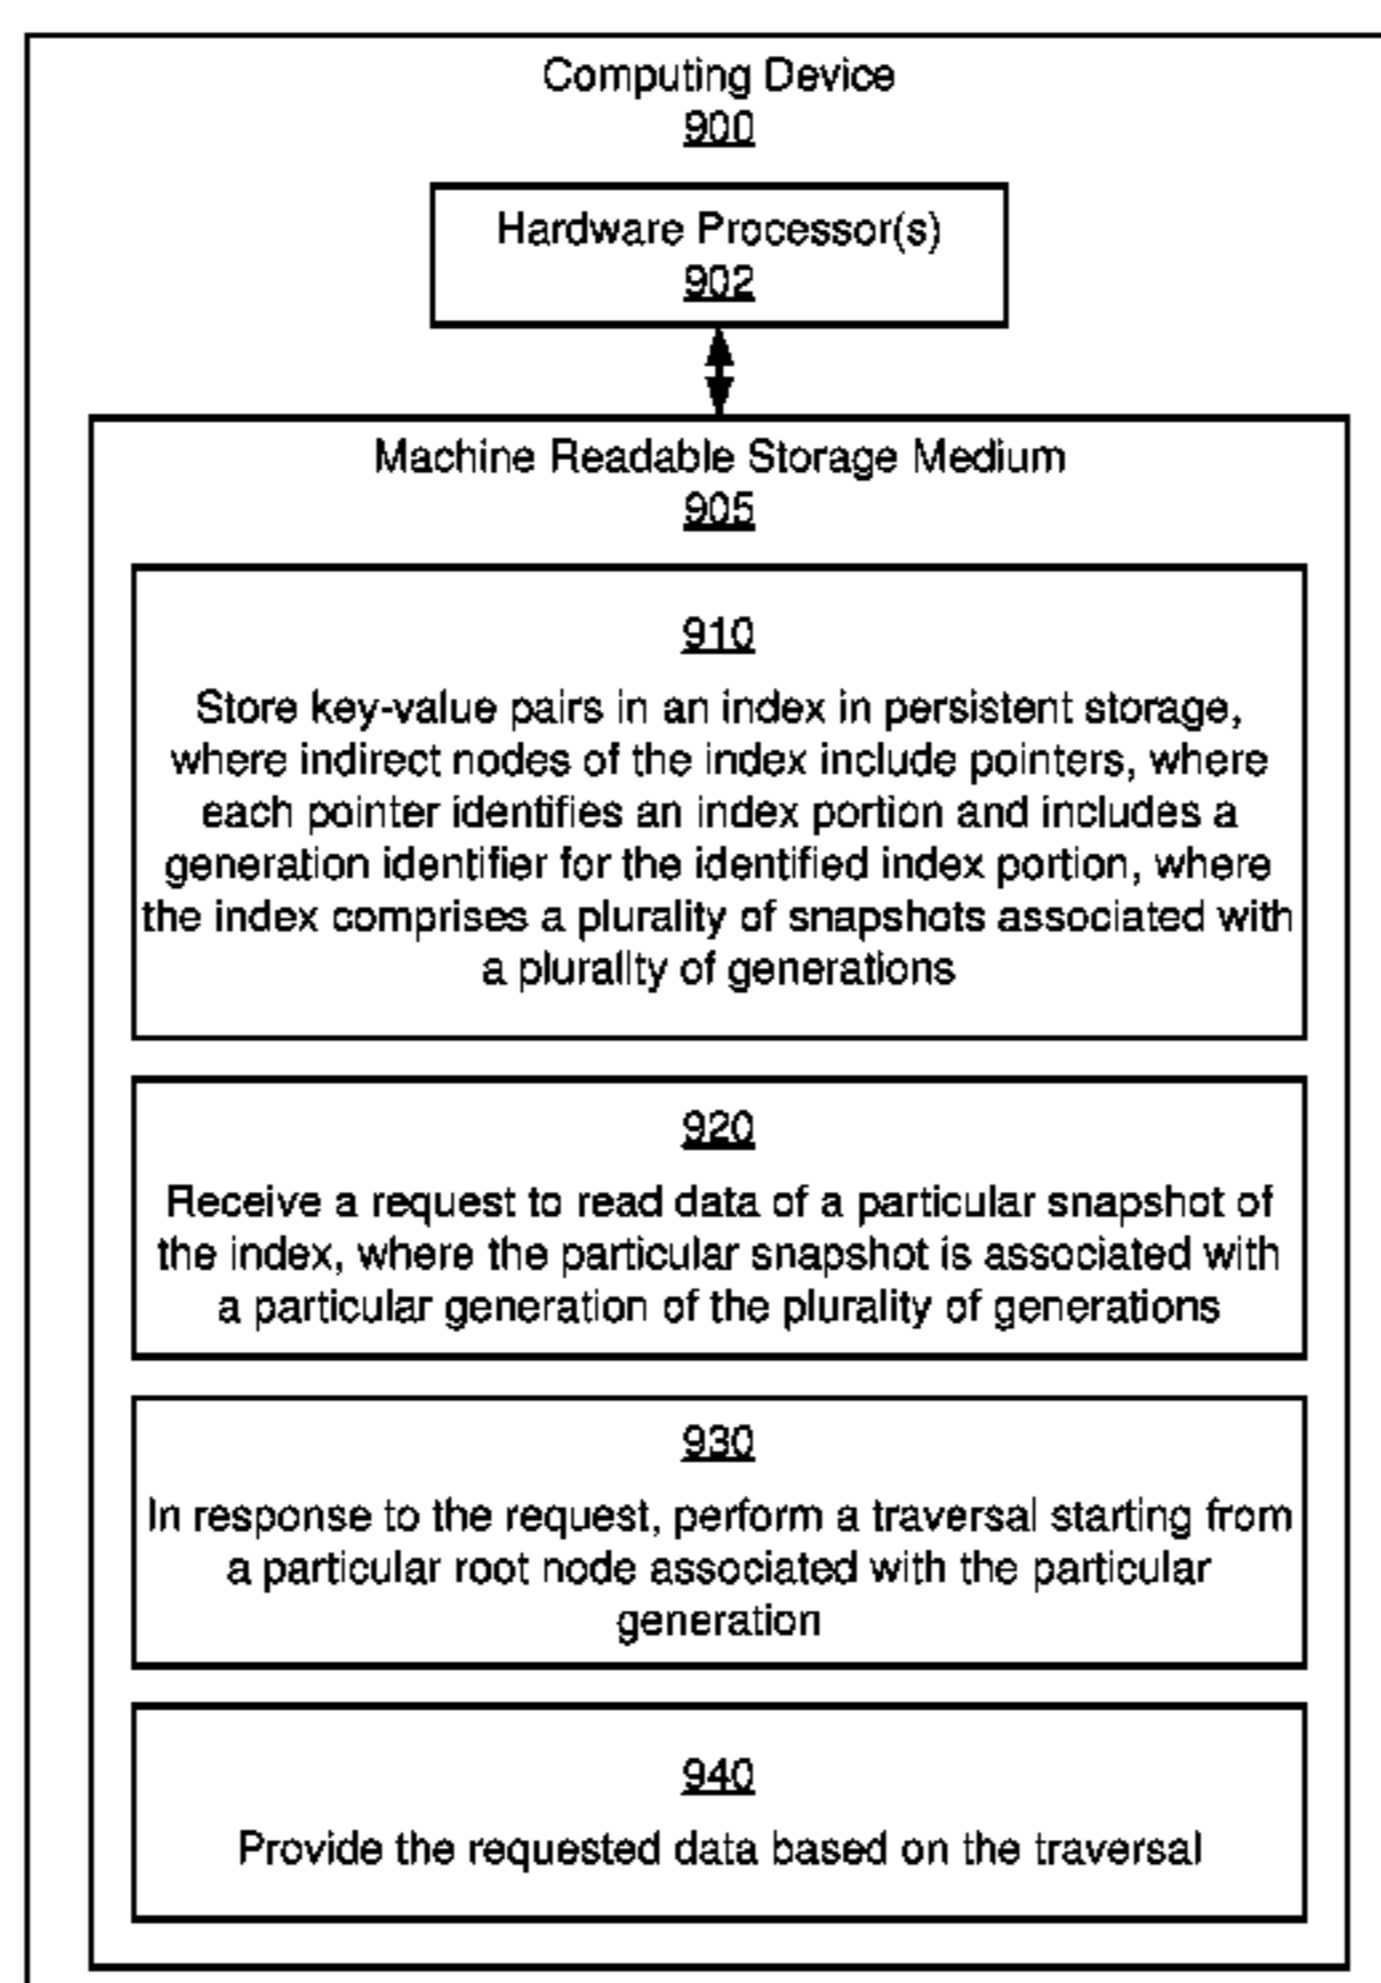 Computing Device
900
Hardware Processor(s)
902
Machine Readable Storage Medium
905
910
Store key-value pairs in an index in persistent storage,
where indirect nodes of the index include pointers, where
each pointer identifies an index portion and includes a
generation identifier for the identified index portion, where
the index comprises a plurality of snapshots associated with
a plurality of generations
920
Receive a request to read data of a particular snapshot of
the index, where the particular snapshot is associated with
a particular generation of the plurality of generations
930
In response to the request, perform a traversal starting from
a particular root node associated with the particular
generation
940
Provide the requested data based on the traversal